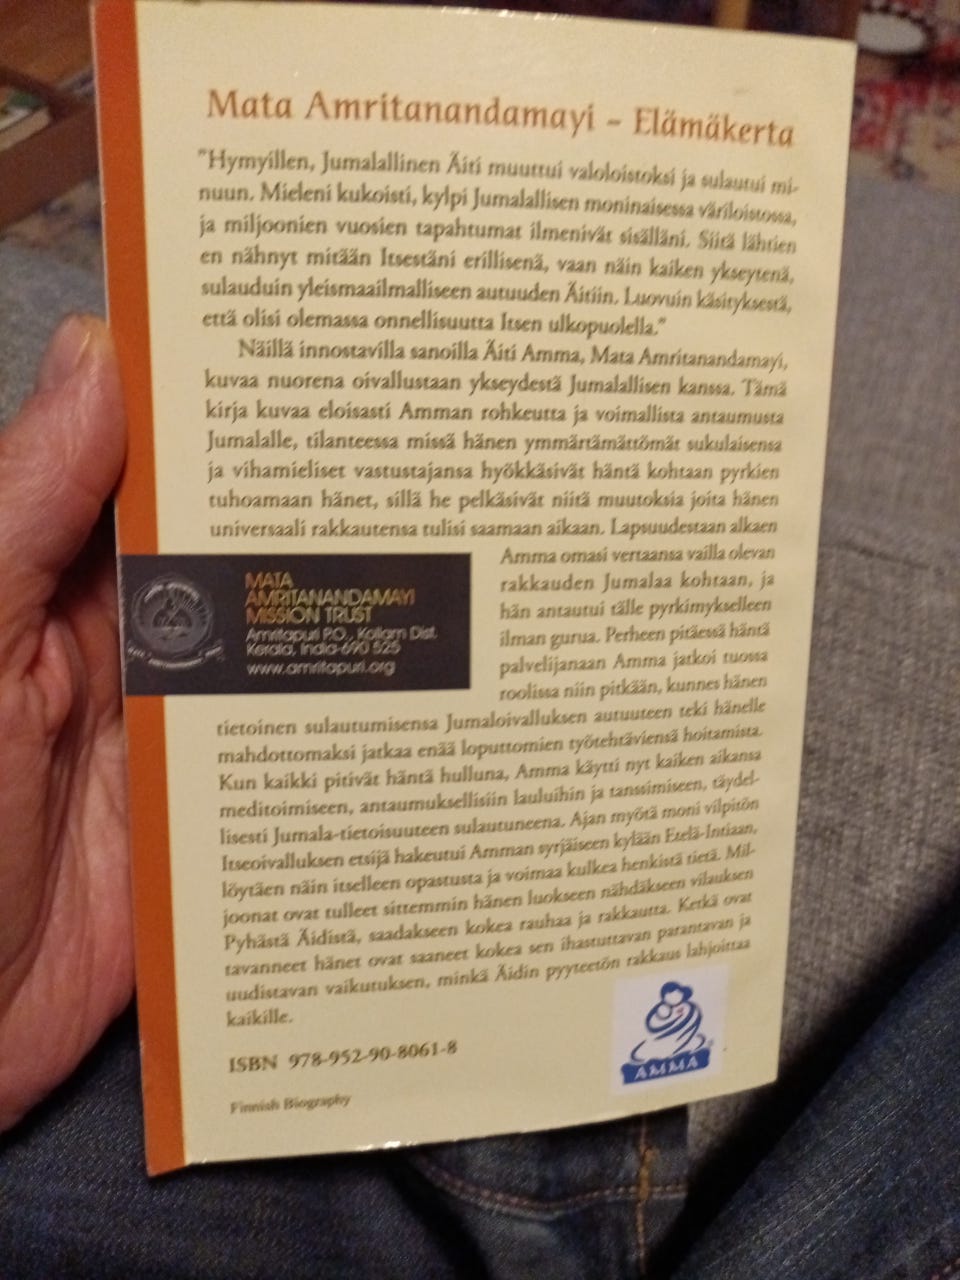 Mata Amritanandamayi – Elämäkerta
"Hymyillen, Jumalallinen Äiti muuttui valoloistoksi ja sulautui mi-
nuun. Mieleni kukoisti, kylpi Jumalallisen moninaisessa väriloistossa,
ja miljoonien vuosien tapahtumat ilmenivät sisälläni. Siitä lähtien
en nähnyt mitään Itsestäni erillisenä, vaan näin kaiken ykseytenä,
sulauduin yleismaailmalliseen autuuden Äitiin. Luovuin käsityksestä,
että olisi olemassa onnellisuutta Itsen ulkopuolella."
Näillä innostavilla sanoilla Äiti Amma, Mata Amritanandamayi,
kuvaa nuorena oivallustaan ykseydestä Jumalallisen kanssa. Tämä
kirja kuvaa eloisasti Amman rohkeutta ja voimallista antaumusta
Jumalalle, tilanteessa missä hänen ymmärtämättömät sukulaisensa
ja vihamieliset vastustajansa hyökkäsivät häntä kohtaan pyrkien
tuhoamaan hänet, sillä he pelkäsivät niitä muutoksia joita hänen
universaali rakkautensa tulisi saamaan aikaan. Lapsuudestaan alkaen
Amma omasi vertaansa vailla olevan
rakkauden Jumalaa kohtaan, ja
hän antautui tälle pyrkimykselleen
ilman gurua. Perheen pitäessä häntä
palvelijanaan Amma jatkoi tuossa
roolissa niin pitkään, kunnes hänen
tietoinen sulautumisensa Jumaloivalluksen autuuteen teki hänelle
mahdottomaksi jatkaa enää loputtomien työtehtäviensä hoitamista.
Kun kaikki pitivät häntä hulluna, Amma käytti nyt kaiken aikansa
meditoimiseen, antaumuksellisiin lauluihin ja tanssimiseen, täydel-
lisesti Jumala-tietoisuuteen sulautuneena. Ajan myötä moni vilpitön
Itseoivalluksen etsijä hakeutui Amman syrjäiseen kylään Etelä-Intiaan,
löytäen näin itselleen opastusta ja voimaa kulkea henkistä tietä. Mil-
joonat ovat tulleet sittemmin hänen luokseen nähdäkseen vilauksen
Pyhästä Äidistä, saadakseen kokea rauhaa ja rakkautta. Ketkä ovat
tavanneet hänet ovat saaneet kokea sen ihastuttavan parantavan ja
uudistavan vaikutuksen, minkä Äidin pyyteetön rakkaus lahjoittaa
kaikille.
MATA
AMRITANANDAMAYI
MISSION TRUST
Amritapuri P.O., Kollam Dist.
Kerala, India-690 525
www.amritapuri.org
ISBN 978-952-90-8061-8
AMMA
Finnish Biography